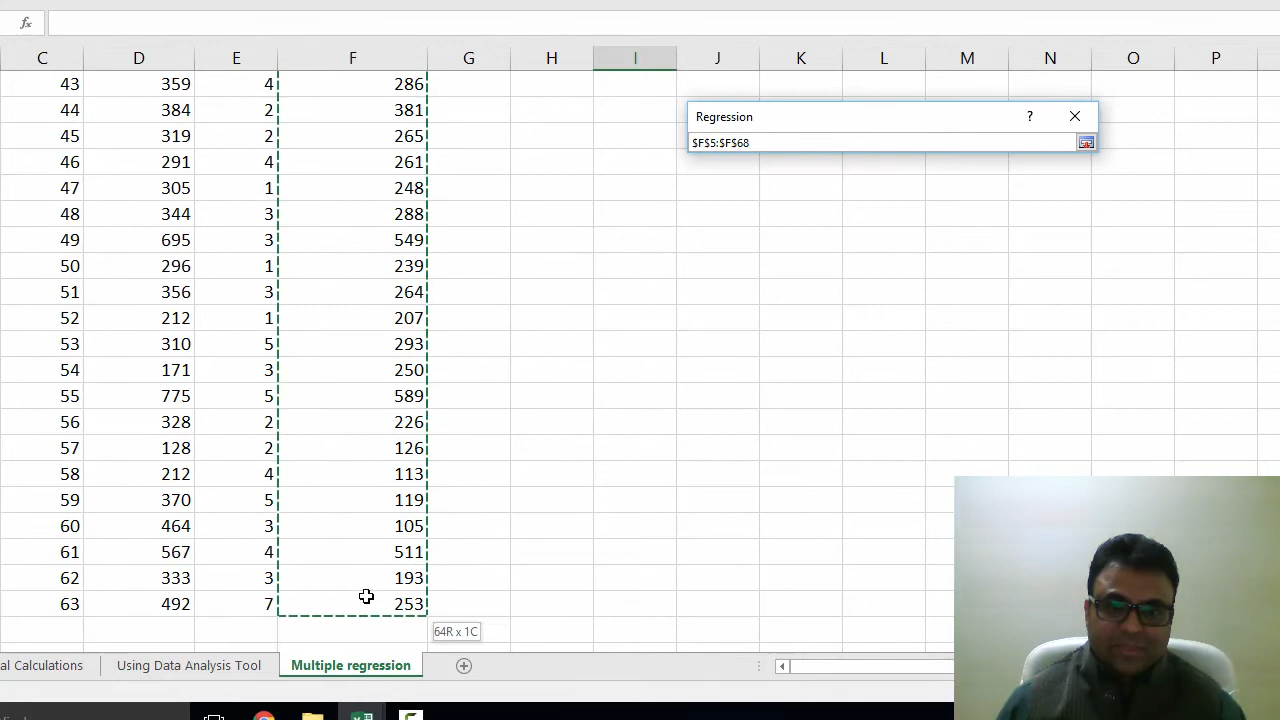 fx
C D E F G H I J K L M N O P
43 359 4 286
44 384 2 381
45 319 2 265
46 291 4 261
47 305 1 248
48 344 3 288
49 695 3 549
50 296 1 239
51 356 3 264
52 212 1 207
53 310 5 293
54 171 3 250
55 775 5 589
56 328 2 226
57 128 2 126
58 212 4 113
59 370 5 119
60 464 3 105
61 567 4 511
62 333 3 193
63 492 7 253
Regression ?
$F$5:$F$68
64R x 1C
al Calculations Using Data Analysis Tool Multiple regression